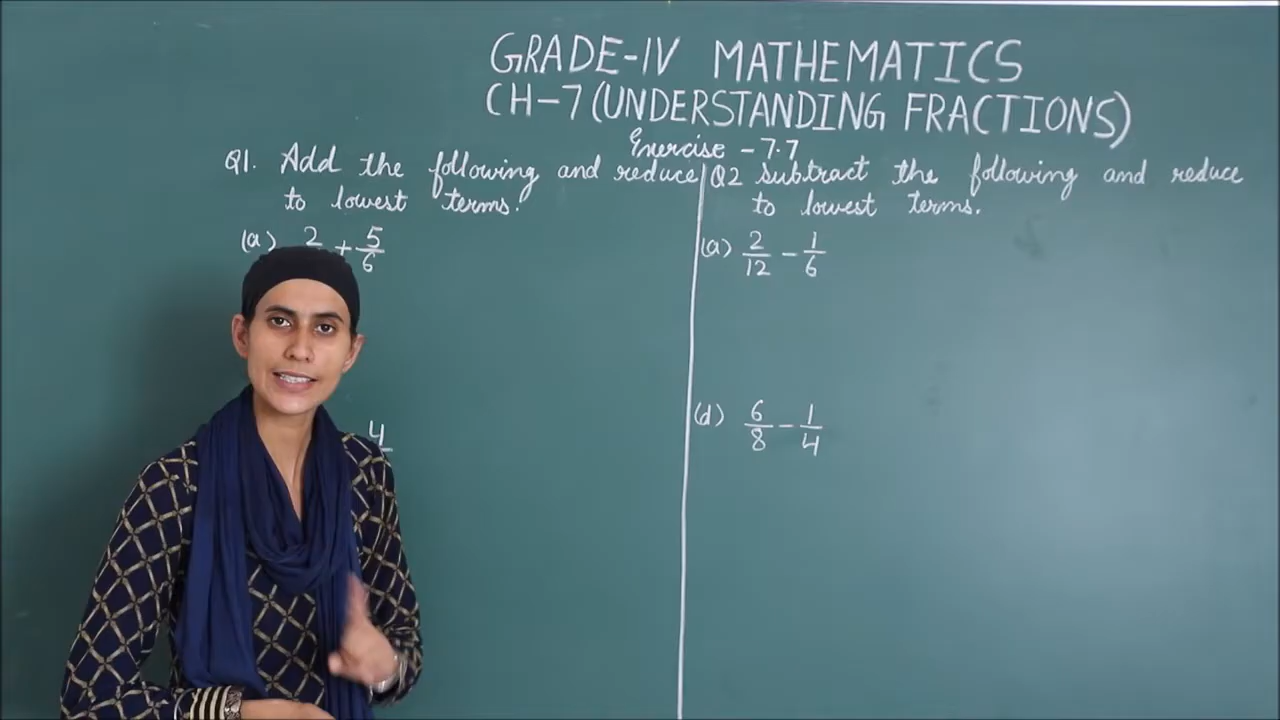 GRADE-IV MATHEMATICS
CH-7 (UNDERSTANDING FRACTIONS)
Exercise - 7.7
Q1. Add the following and reduce
to lowest terms.
(a) 2 + 5/6
4
Q2 Subtract the following and reduce
to lowest terms.
(a) 2/12 - 1/6
(d) 6/8 - 1/4